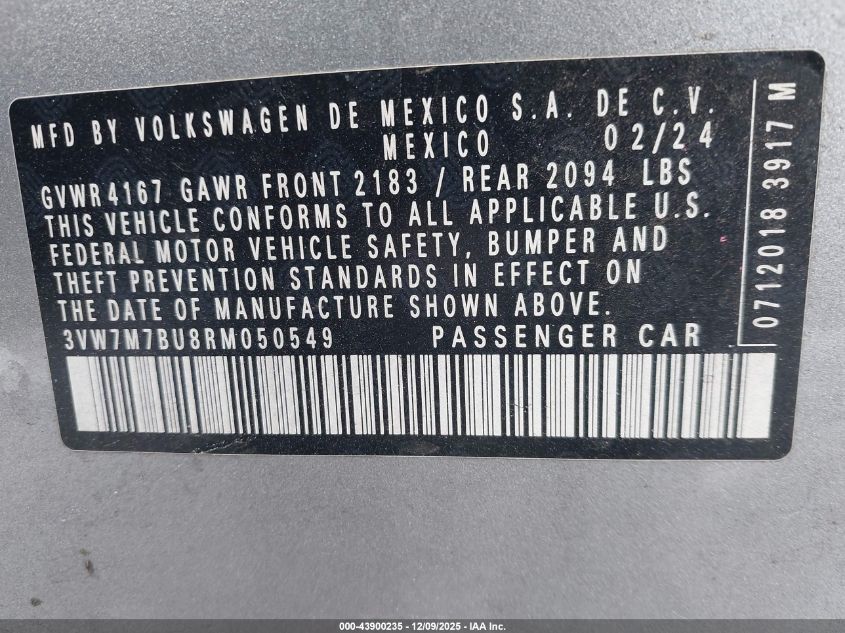 MFD BY VOLKSWAGEN DE MEXICO S.A. DE C.V.
MEXICO 02/24
GVWR 4167 GAWR FRONT 2183 / REAR 2094 LBS
THIS VEHICLE CONFORMS TO ALL APPLICABLE U.S.
FEDERAL MOTOR VEHICLE SAFETY, BUMPER AND
THEFT PREVENTION STANDARDS IN EFFECT ON
THE DATE OF MANUFACTURE SHOWN ABOVE.
3VW7M7BU8RM050549 PASSENGER CAR
0712018 3917 M
000-43900235 - 12/09/2025 - IAA Inc.